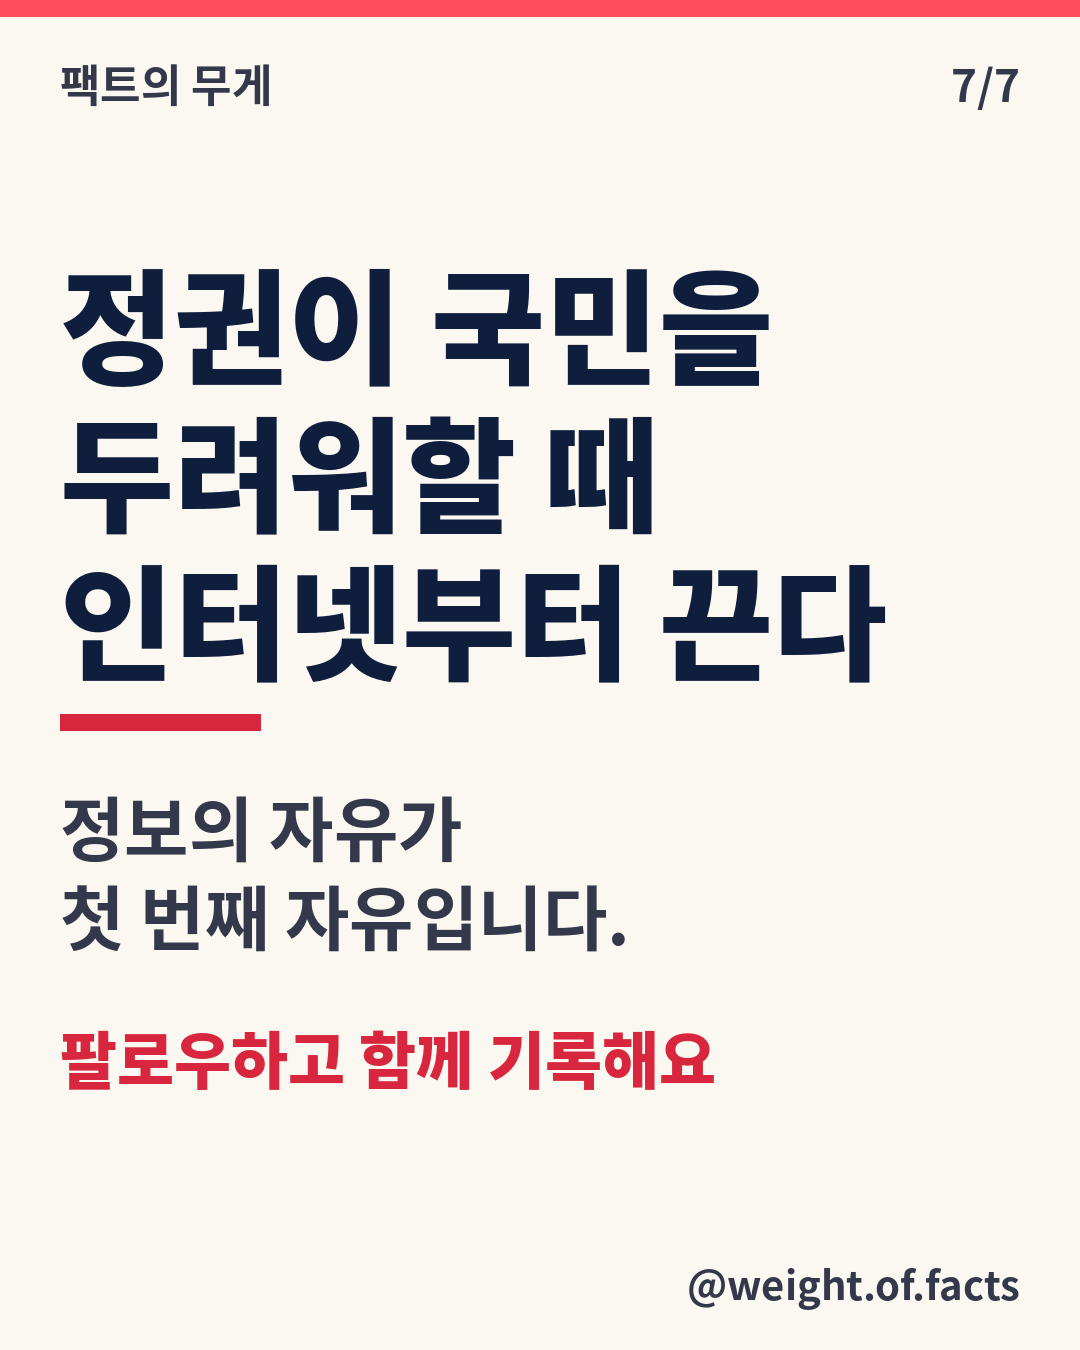 팩트의 무게
7/7
정권이 국민을
두려워할 때
인터넷부터 끈다
정보의 자유가
첫 번째 자유입니다.
팔로우하고 함께 기록해요
@weight.of.facts